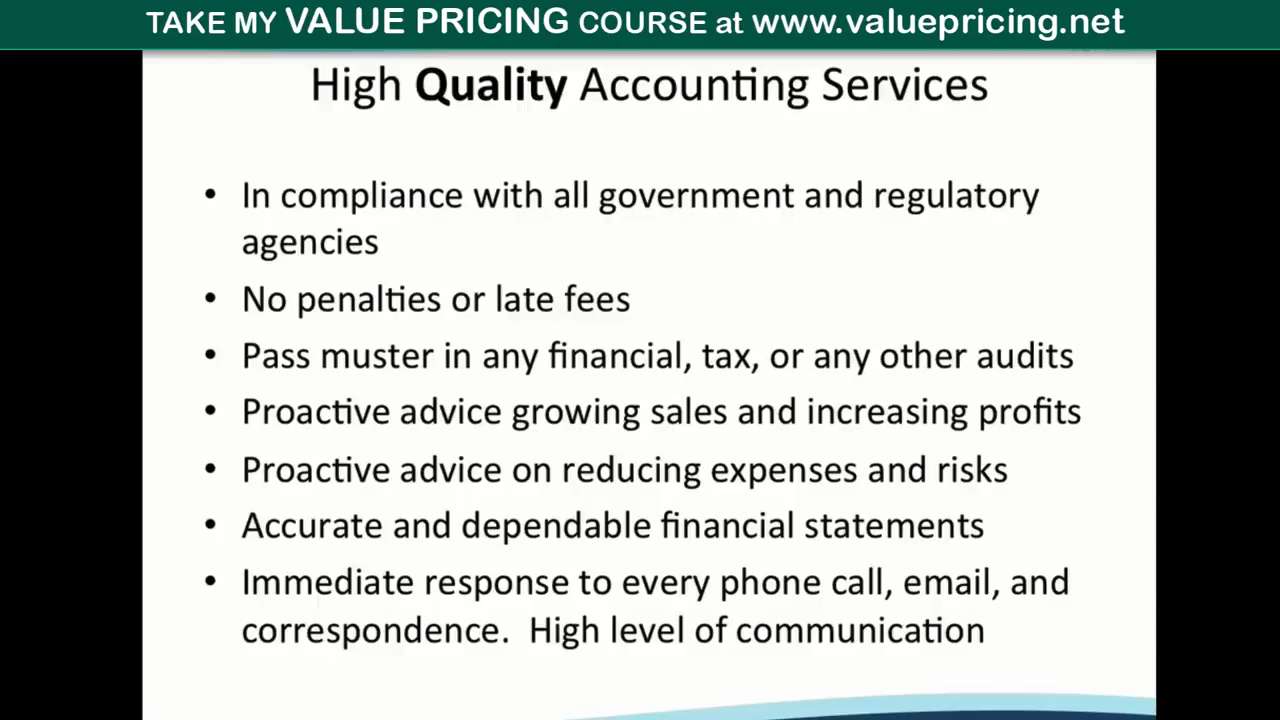 TAKE MY VALUE PRICING COURSE at www.valuepricing.net
High Quality Accounting Services
• In compliance with all government and regulatory
agencies
• No penalties or late fees
• Pass muster in any financial, tax, or any other audits
• Proactive advice growing sales and increasing profits
• Proactive advice on reducing expenses and risks
• Accurate and dependable financial statements
• Immediate response to every phone call, email, and
correspondence.  High level of communication